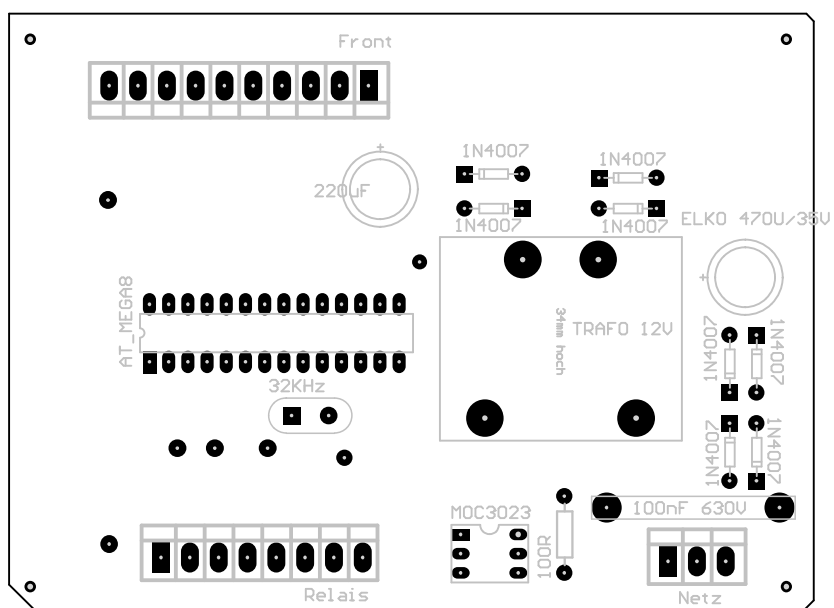 Front
1N4007
1N4007
220uF
1N4007
1N4007
ELKO 470U/35V
AT_MEGA8
34mm hoch
TRAFO 12V
1N4007
1N4007
32KHz
1N4007
1N4007
MOC3023
100nF 630V
100R
Relais
Netz